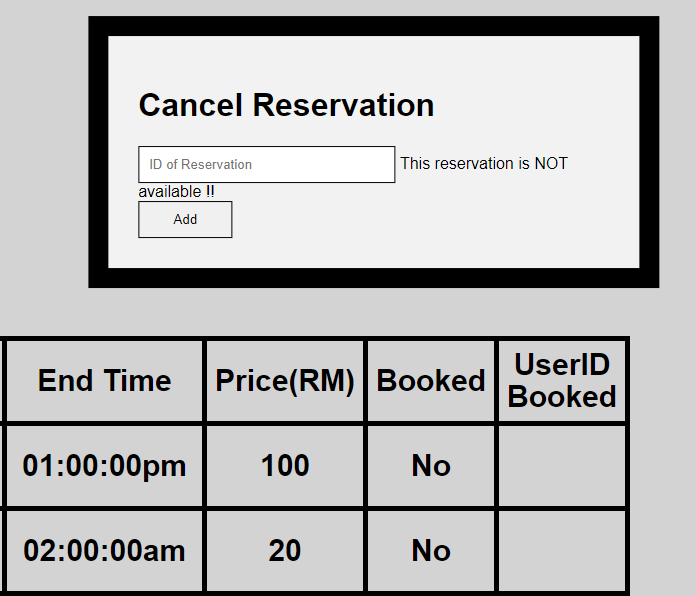 Cancel Reservation
ID of Reservation This reservation is NOT
available !!
Add
End Time Price(RM) Booked UserID
Booked
01:00:00pm 100 No
02:00:00am 20 No